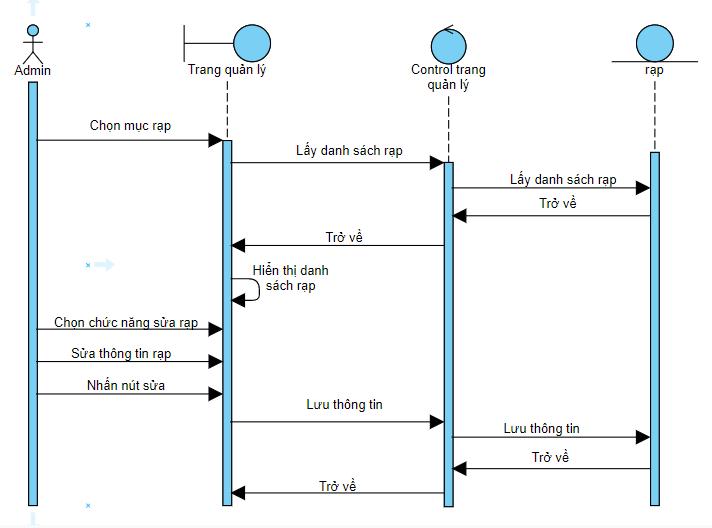 Admin
Trang quản lý
Control trang
quản lý
rạp
Chọn mục rạp
Lấy danh sách rạp
Lấy danh sách rạp
Trở về
Trở về
Hiển thị danh
sách rạp
Chọn chức năng sửa rạp
Sửa thông tin rạp
Nhấn nút sửa
Lưu thông tin
Lưu thông tin
Trở về
Trở về